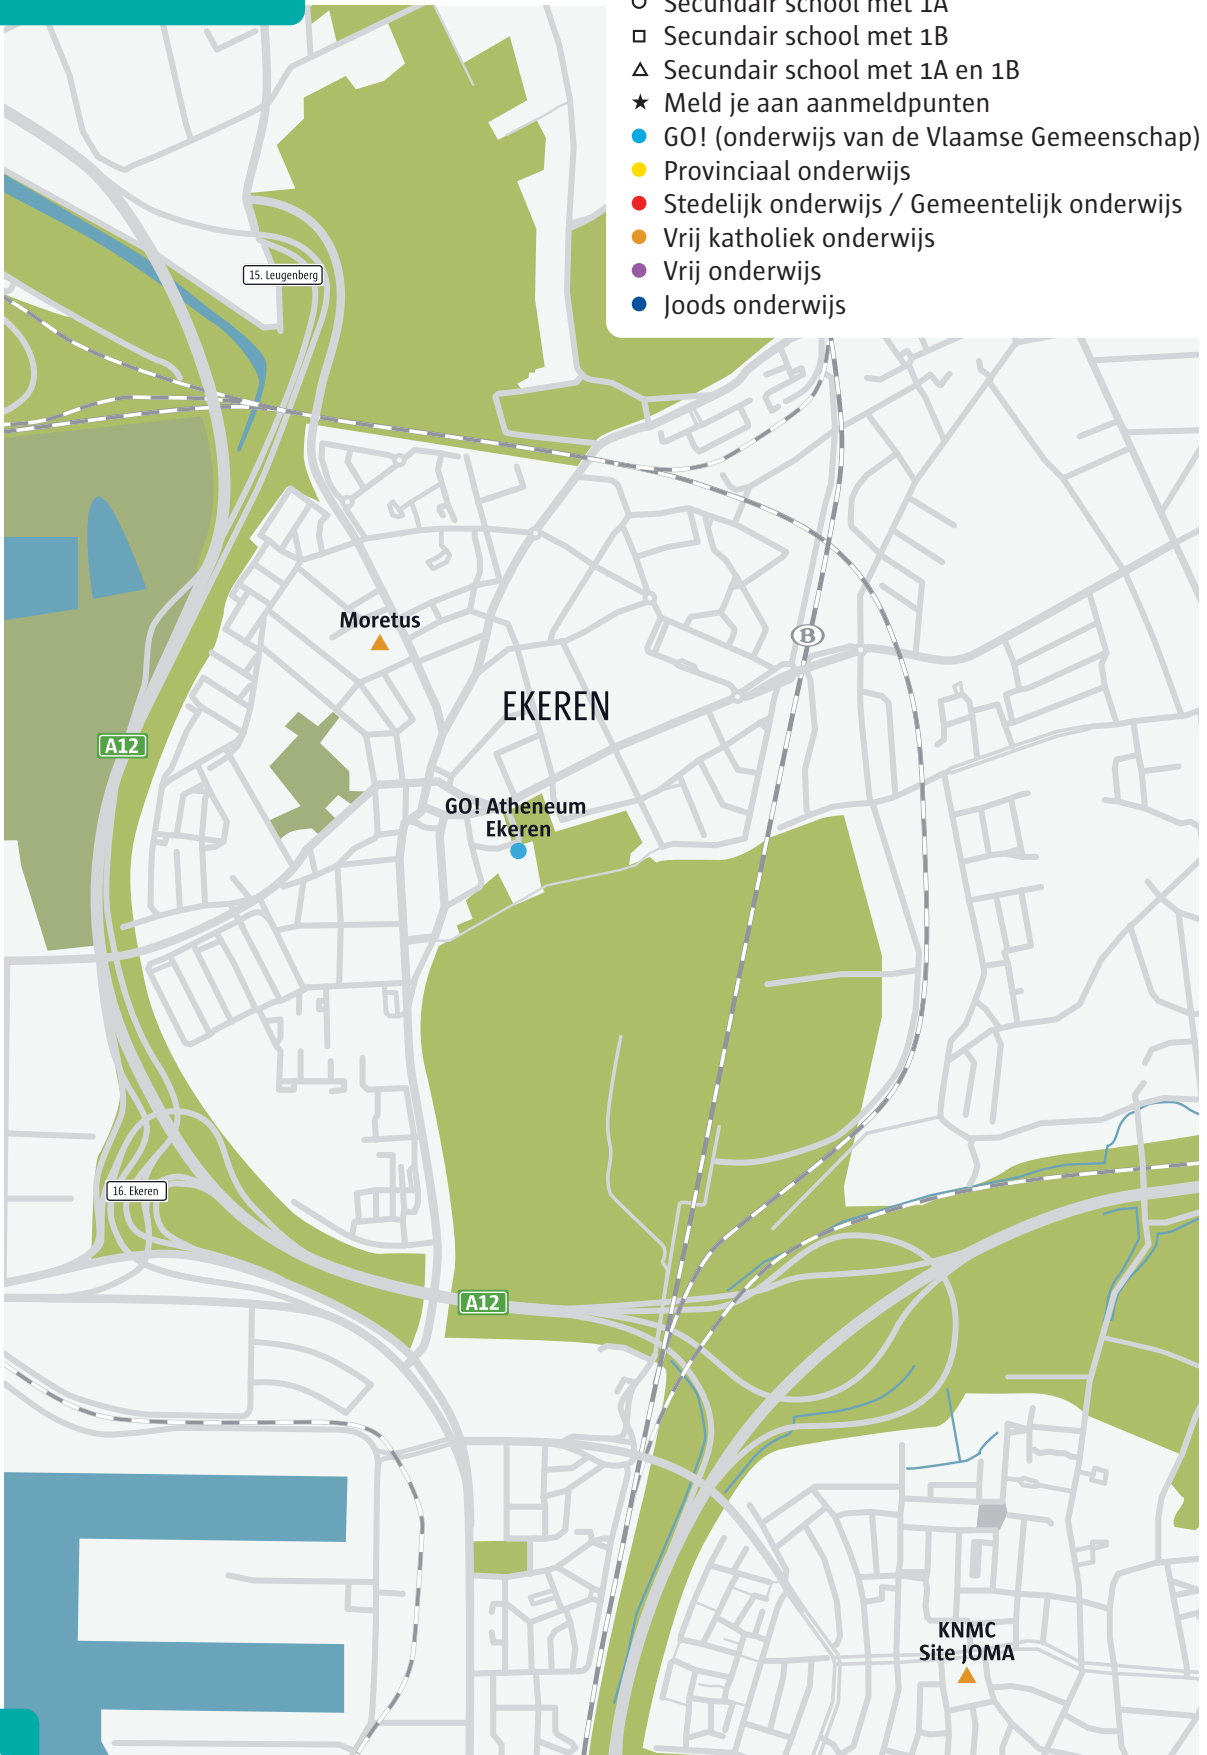 Secundair school met 1A
Secundair school met 1B
Secundair school met 1A en 1B
Meld je aan aanmeldpunten
GO! (onderwijs van de Vlaamse Gemeenschap)
Provinciaal onderwijs
Stedelijk onderwijs / Gemeentelijk onderwijs
Vrij katholiek onderwijs
Vrij onderwijs
Joods onderwijs
15. Leugenberg
Moretus
B
EKEREN
A12
GO! Atheneum
Ekeren
16. Ekeren
A12
KNMC
Site JOMA